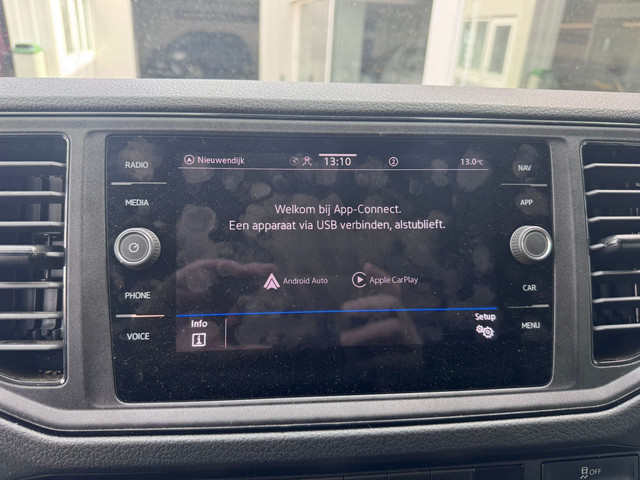 RADIO
MEDIA
PHONE
VOICE
Nieuwendijk
13:10
2
13.0°C
Welkom bij App-Connect.
Een apparaat via USB verbinden, alstublieft.
Android Auto
Apple CarPlay
Info
i
Setup
NAV
APP
CAR
MENU
OFF